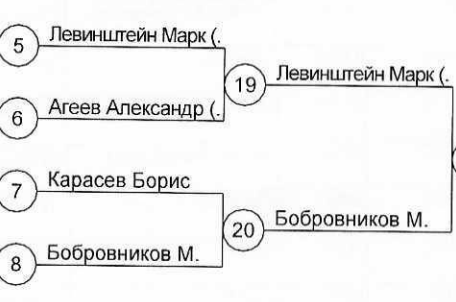 5 Левинштейн Марк (.
19 Левинштейн Марк (.
6 Агеев Александр (.
7 Карасев Борис
20 Бобровников М.
8 Бобровников М.